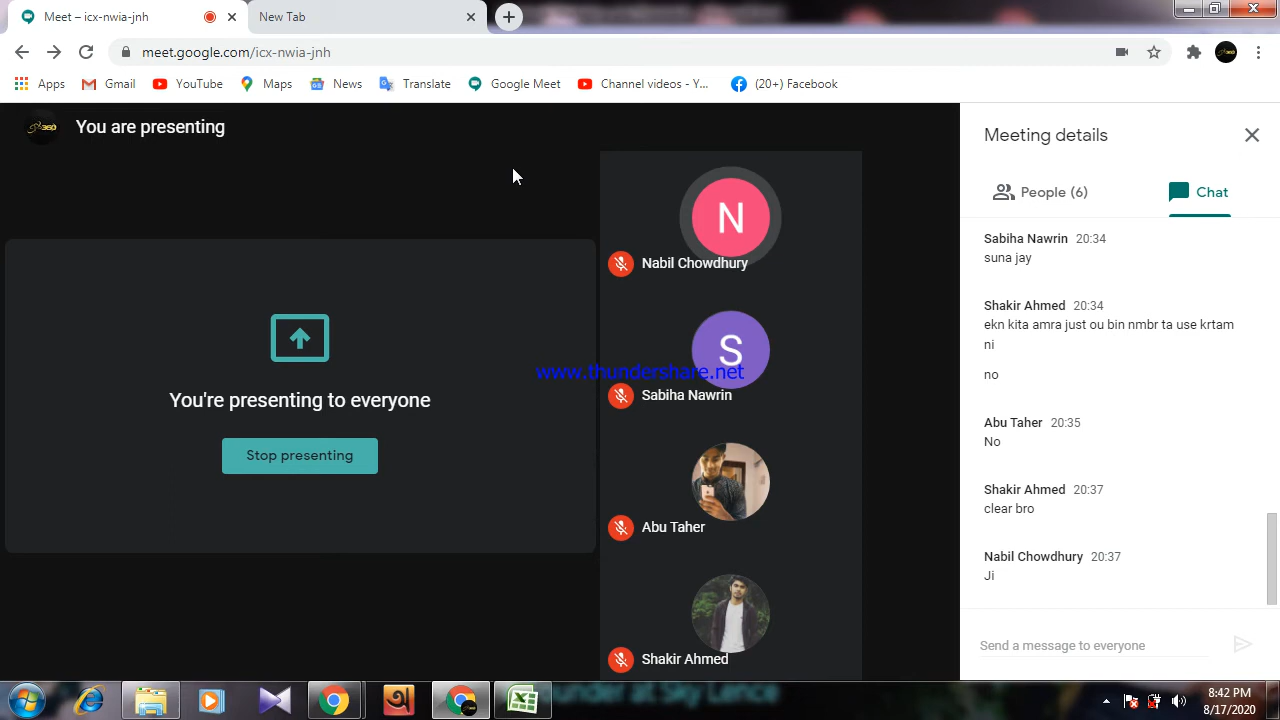 Meet – icx-nwia-jnh
New Tab
meet.google.com/icx-nwia-jnh
Apps
Gmail
YouTube
Maps
News
Translate
Google Meet
Channel videos - Y...
(20+) Facebook
You are presenting
You're presenting to everyone
Stop presenting
www.thundershare.net
N
Nabil Chowdhury
S
Sabiha Nawrin
Abu Taher
Shakir Ahmed
Meeting details
People (6)
Chat
Sabiha Nawrin 20:34
suna jay
Shakir Ahmed 20:34
ekn kita amra just ou bin nmbr ta use krtam
ni
no
Abu Taher 20:35
No
Shakir Ahmed 20:37
clear bro
Nabil Chowdhury 20:37
Ji
Send a message to everyone
8:42 PM
8/17/2020